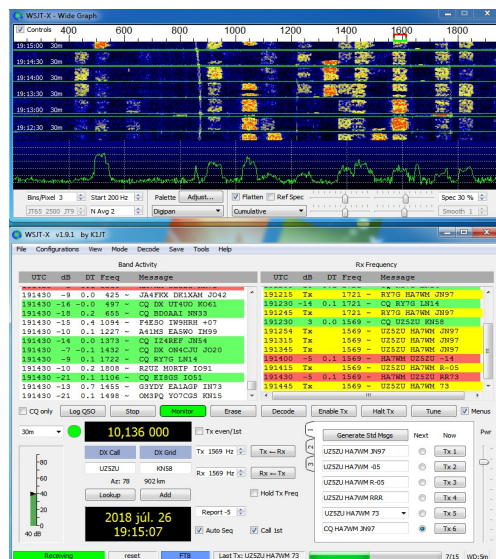 WSJT-X - Wide Graph
Controls 400 600 800 1000 1200 1400 1600 1800
19:15:00 30m
19:14:30 30m
19:14:00 30m
19:13:30 30m
19:13:00 30m
19:12:30 30m
Bins/Pixel 3 Start 200 Hz Palette Adjust... Flatten Ref Spec Spec 30 %
JT65 2500 JT9 N Avg 2 Digipan Cumulative Smooth 1
WSJT-X v1.9.1 by K1JT
File Configurations View Mode Decode Save Tools Help
Band Activity Rx Frequency
UTC dB DT Freq Message UTC dB DT Freq Message
191430 -9 0.0 425 ~ JA4FKX DK1XAM JO42
191430 -16 -0.0 497 ~ CQ DX UT4UO KO61
191430 -18 0.2 655 ~ CQ BD0AAI NN33
191430 -15 0.4 1094 ~ F4ESO IW9HRH +07
191430 -10 0.1 1227 ~ A41MS EA5WO IM99
191430 -14 0.0 1373 ~ CQ IZ4REF JN54
191430 -7 -0.1 1432 ~ CQ DX ON4CJU JO20
191430 -9 0.1 1722 ~ CQ RY7G LN14
191430 -10 0.2 1808 ~ R2UZ MORTP IO91
191430 -21 0.1 1106 ~ CQ EI8GS IO51
191430 -13 0.7 1455 ~ G3YDY EA1AGP IN73
191430 -21 0.1 1498 ~ OM3PQ YO7CGS KN15
191215 Tx 1721 ~ RY7G HA7WM JN97
191230 -14 0.1 1721 ~ CQ RY7G LN14
191245 Tx 1721 ~ RY7G HA7WM JN97
191230 3 0.0 1569 ~ CQ UZ5ZU KN58
191254 Tx 1569 ~ UZ5ZU HA7WM JN97
191315 Tx 1569 ~ UZ5ZU HA7WM JN97
191345 Tx 1569 ~ UZ5ZU HA7WM JN97
191400 -5 0.1 1569 ~ HA7WM UZ5ZU -14
191415 Tx 1569 ~ UZ5ZU HA7WM R-05
191430 -5 0.1 1569 ~ HA7WM UZ5ZU RR73
191445 Tx 1569 ~ UZ5ZU HA7WM 73
CQ only Log QSO Stop Monitor Erase Decode Enable Tx Halt Tx Tune Menus
30m 10,136 000 Tx even/1st
DX Call DX Grid
UZ5ZU KN58
Az: 78 902 km
Lookup Add
2018 júl. 26
19:15:07
-80
-60
-40
-20
0
40 dB
Tx 1569 Hz Tx ← Rx
Rx 1569 Hz Rx ← Tx
Hold Tx Freq
Report -5
Auto Seq Call 1st
1
2
3
Generate Std Msgs Next Now Pwr
UZ5ZU HA7WM JN97 Tx 1
UZ5ZU HA7WM -05 Tx 2
UZ5ZU HA7WM R-05 Tx 3
UZ5ZU HA7WM RRR Tx 4
UZ5ZU HA7WM 73 Tx 5
CQ HA7WM JN97 Tx 6
Receiving reset FT8 Last Tx: UZ5ZU HA7WM 73 7/15 WD:5m